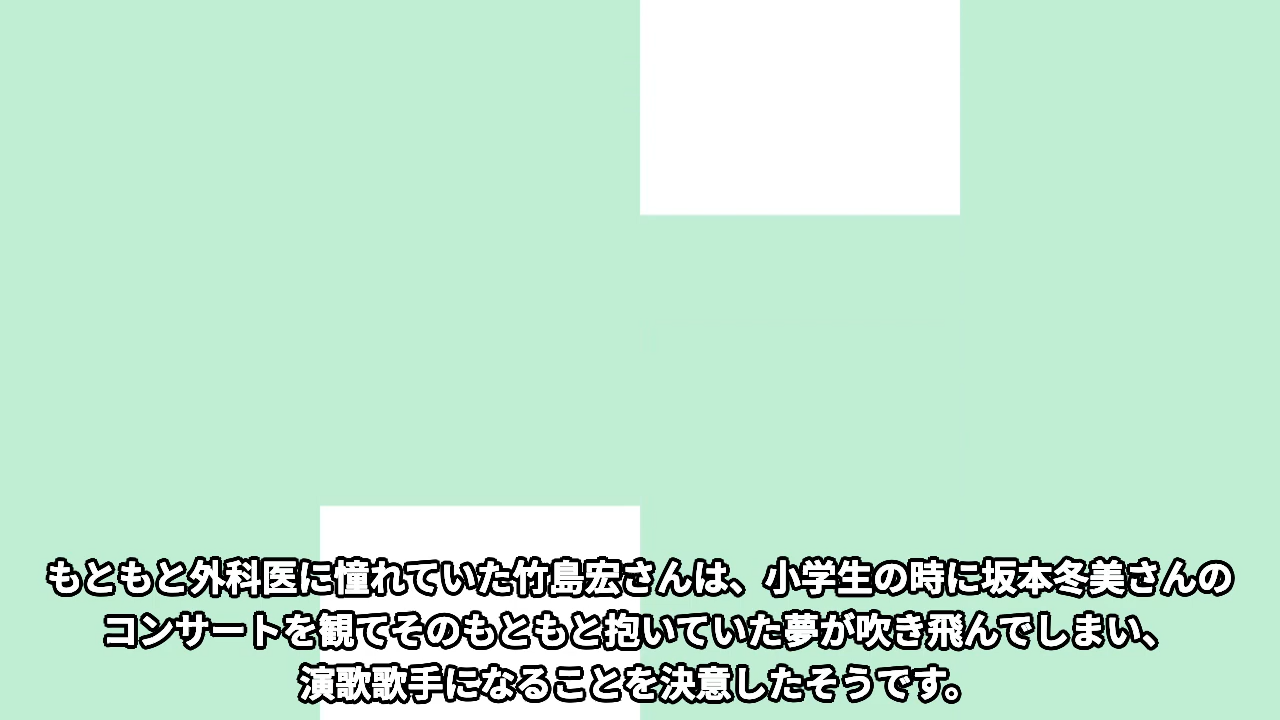 もともと外科医に憧れていた竹島宏さんは、小学生の時に坂本冬美さんの
コンサートを観てそのもともと抱いていた夢が吹き飛んでしまい、
演歌歌手になることを決意したそうです。